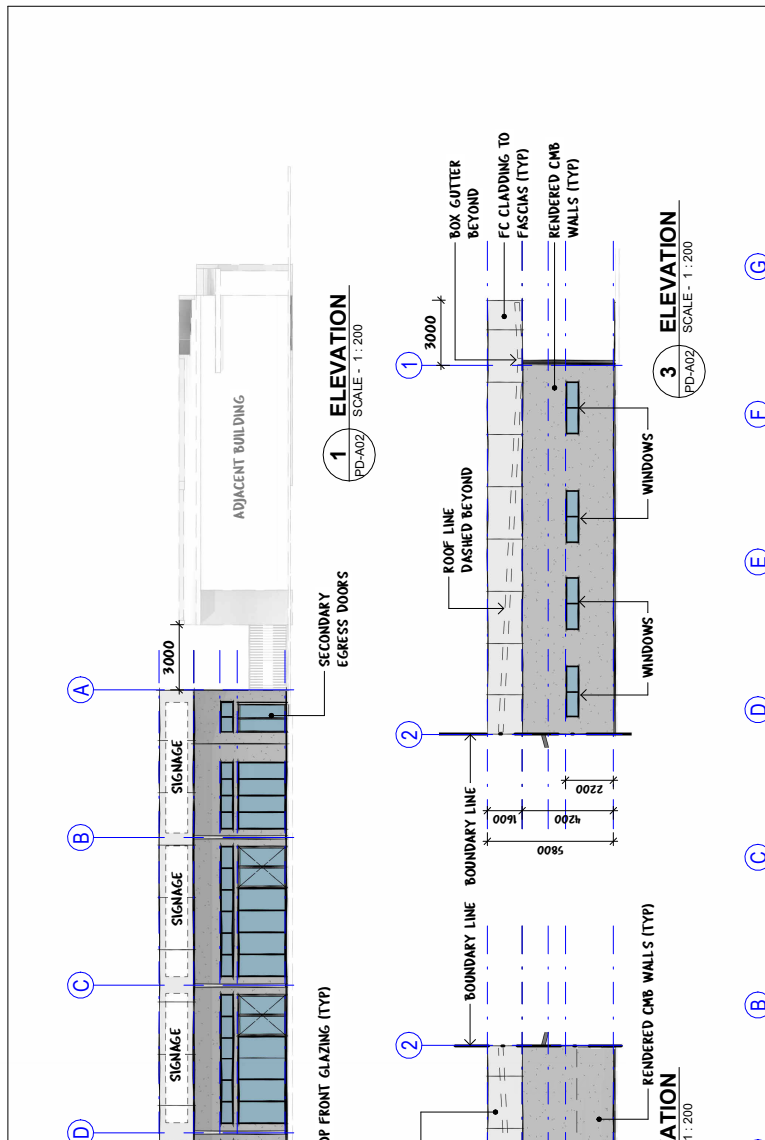 A
3000
ADJACENT BUILDING
SIGNAGE
SIGNAGE
SIGNAGE
B
C
D
SECONDARY
EGRESS DOORS
OP FRONT GLAZING (TYP)
1
PD-A02
ELEVATION
SCALE - 1 : 200
BOX GUTTER
BEYOND
FC CLADDING TO
FASCIAS (TYP)
RENDERED CMB
WALLS (TYP)
3000
1
ROOF LINE
DASHED BEYOND
WINDOWS
WINDOWS
2
BOUNDARY LINE
1600
4200
2200
5800
3
PD-A02
ELEVATION
SCALE - 1 : 200
BOUNDARY LINE
2
RENDERED CMB WALLS (TYP)
ATION
1 : 200
G
F
E
D
C
B